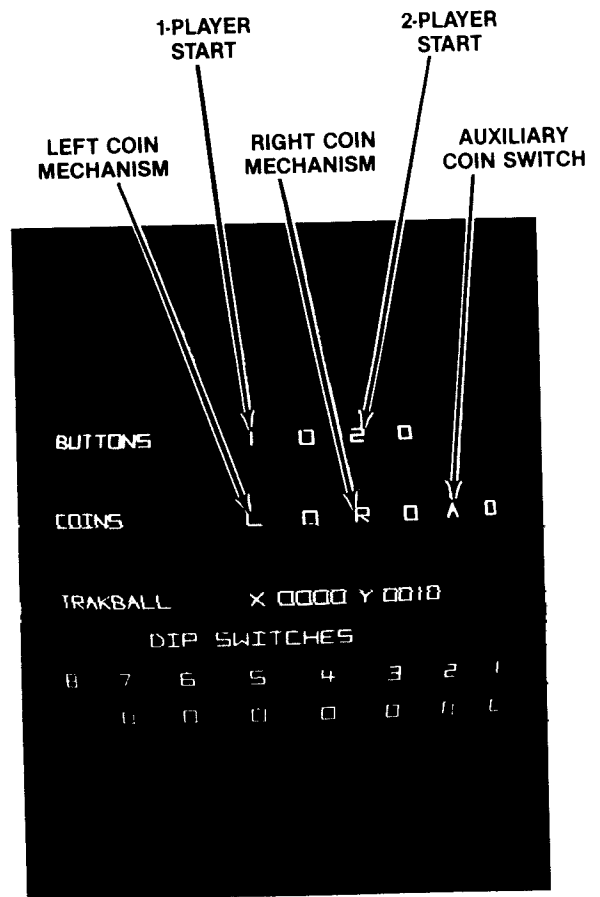 1-PLAYER START
2-PLAYER START
LEFT COIN MECHANISM
RIGHT COIN MECHANISM
AUXILIARY COIN SWITCH
BUTTONS 1 0 2 0
COINS L 0 R 0 A 0
TRAKBALL X 0000 Y 0010
DIP SWITCHES
8 7 6 5 4 3 2 1
0 0 0 0 0